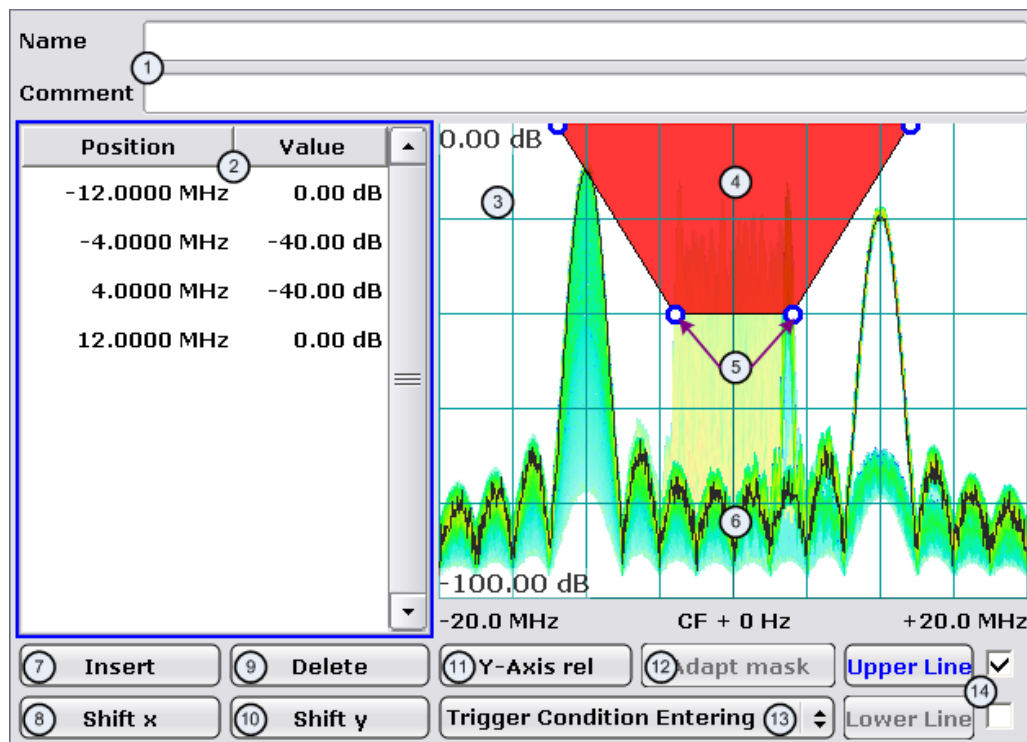 Name
1
Comment
Position Value
2
-12.0000 MHz 0.00 dB
-4.0000 MHz -40.00 dB
4.0000 MHz -40.00 dB
12.0000 MHz 0.00 dB
0.00 dB
3
4
5
6
-100.00 dB
-20.0 MHz CF + 0 Hz +20.0 MHz
7 Insert 9 Delete 11 Y-Axis rel 12 Adapt mask Upper Line
14
8 Shift x 10 Shift y Trigger Condition Entering 13 Lower Line